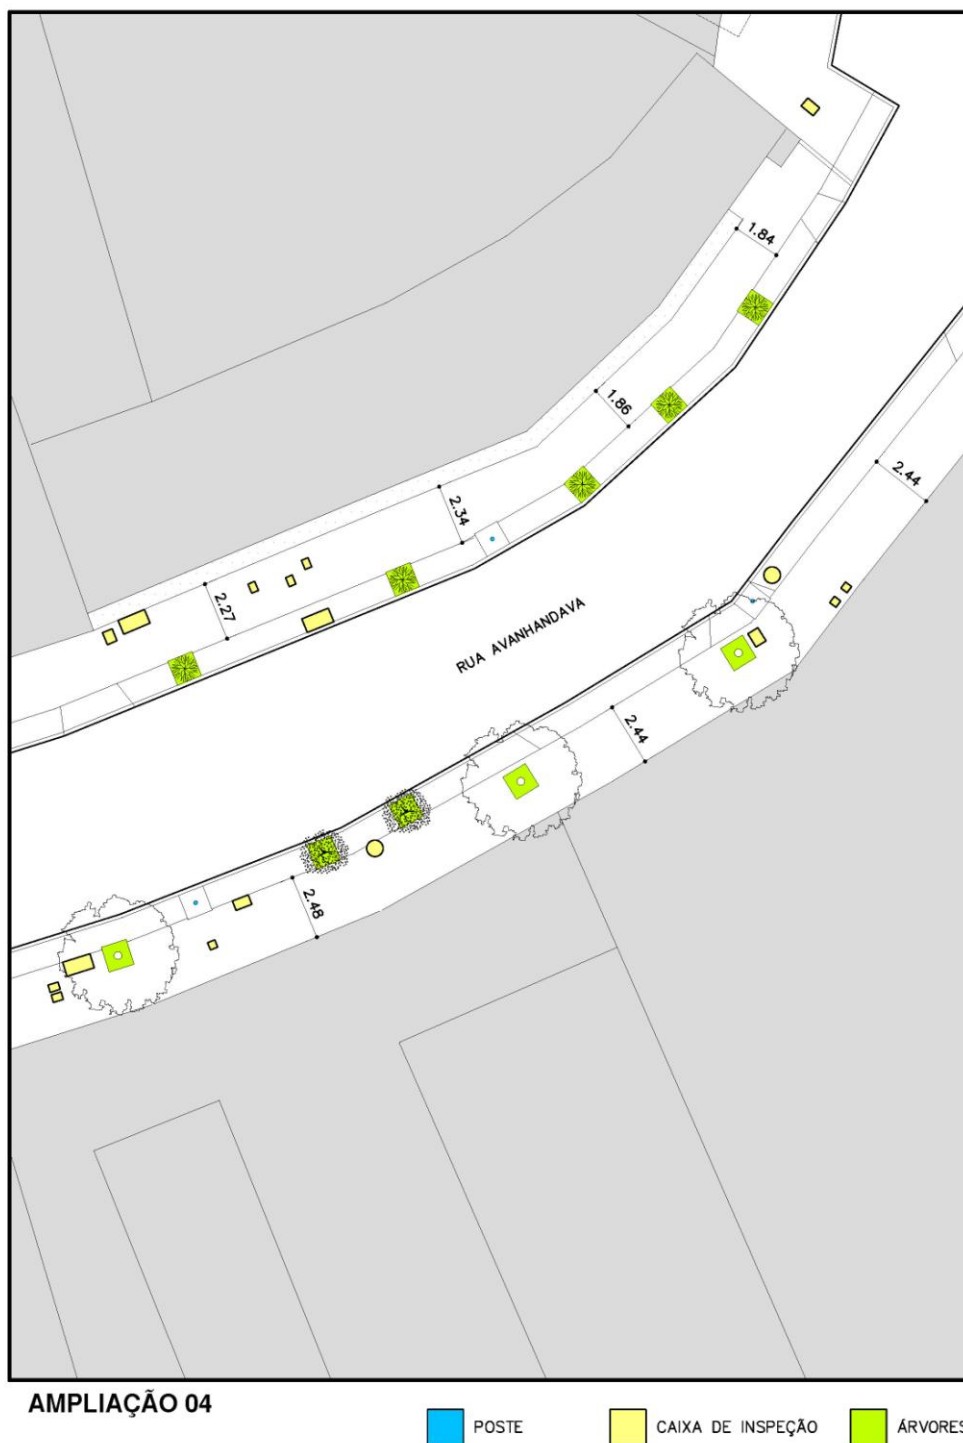 1.84
1.86
2.44
2.34
2.27
RUA AVANHANDAVA
2.44
2.48
AMPLIAÇÃO 04
POSTE
CAIXA DE INSPEÇÃO
ÁRVORES